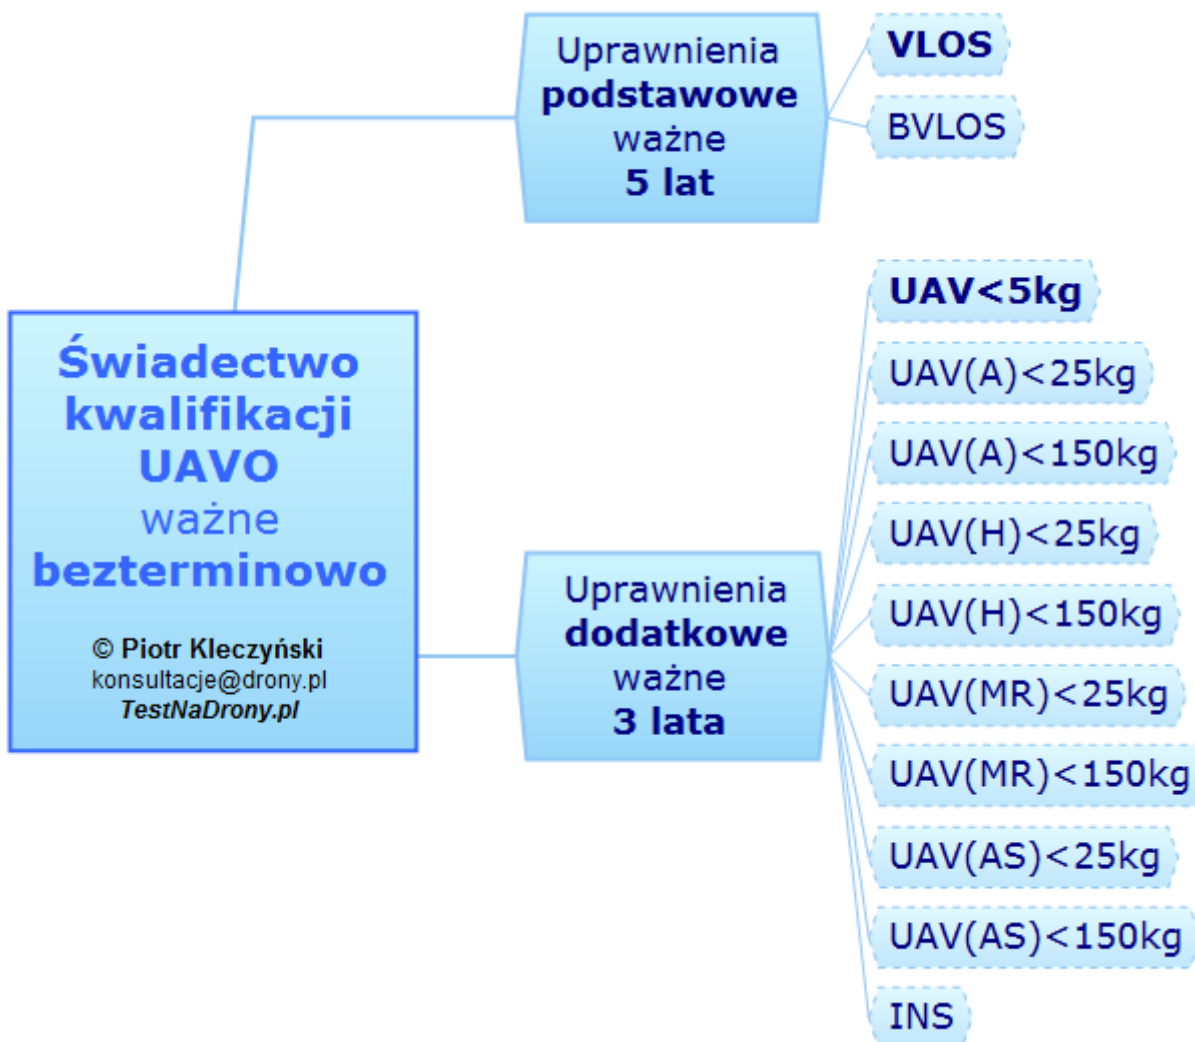 Uprawnienia
podstawowe
ważne
5 lat
VLOS
BVLOS
Świadectwo
kwalifikacji
UAVO
ważne
bezterminowo
© Piotr Kleczyński
konsultacje@drony.pl
TestNaDrony.pl
Uprawnienia
dodatkowe
ważne
3 lata
UAV<5kg
UAV(A)<25kg
UAV(A)<150kg
UAV(H)<25kg
UAV(H)<150kg
UAV(MR)<25kg
UAV(MR)<150kg
UAV(AS)<25kg
UAV(AS)<150kg
INS